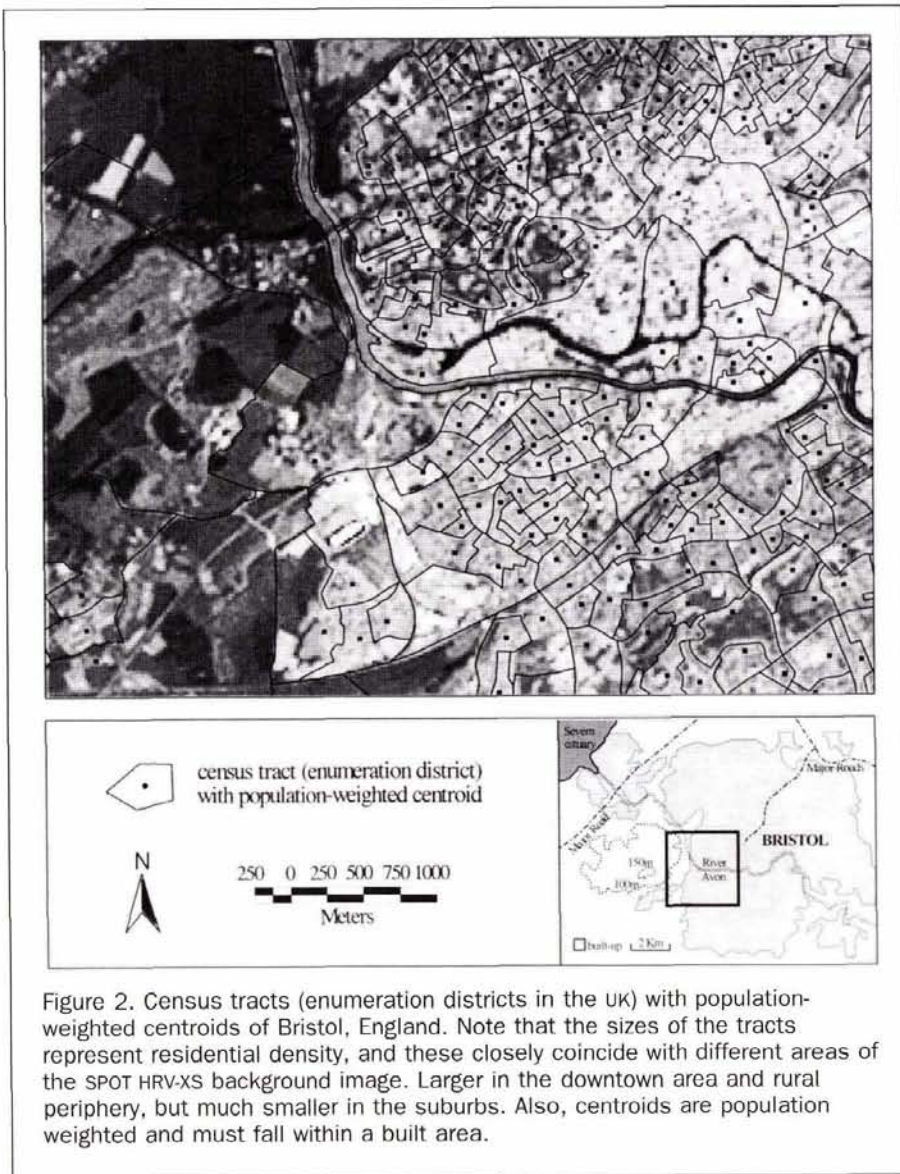 census tract (enumeration district)
with population-weighted centroid
N
250 0 250 500 750 1000
Meters
Severn
estuary
Major Roads
Major Road
BRISTOL
150m
100m
River
Avon
built-up 2 Km
Figure 2. Census tracts (enumeration districts in the UK) with population-
weighted centroids of Bristol, England. Note that the sizes of the tracts
represent residential density, and these closely coincide with different areas of
the SPOT HRV-XS background image. Larger in the downtown area and rural
periphery, but much smaller in the suburbs. Also, centroids are population
weighted and must fall within a built area.